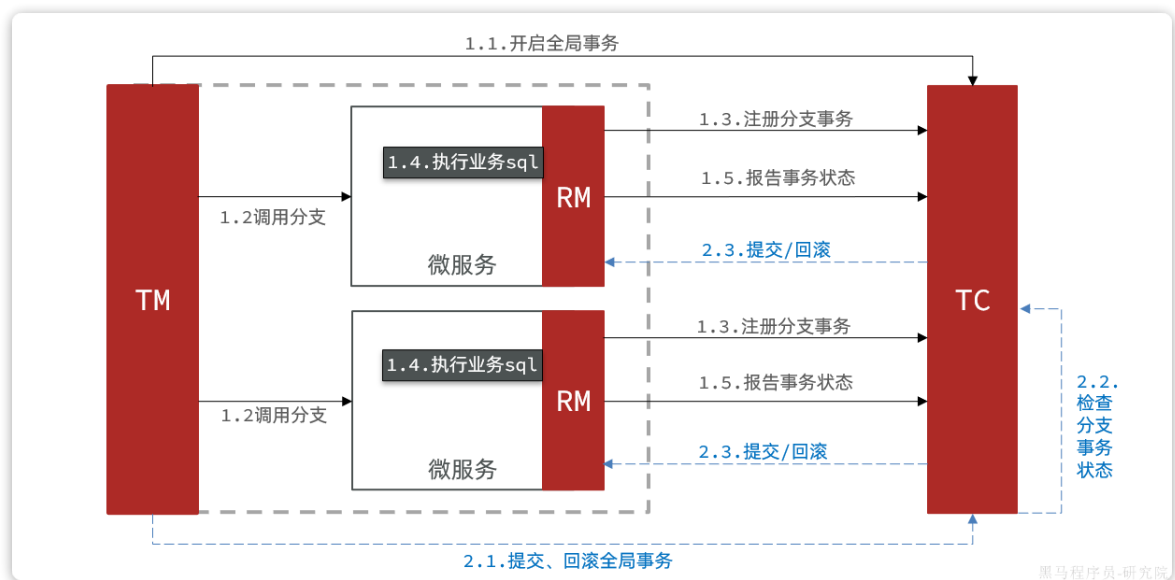 1.1.开启全局事务
1.3.注册分支事务
1.4.执行业务sql
1.5.报告事务状态
RM
1.2调用分支
2.3.提交/回滚
微服务
TM
TC
1.3.注册分支事务
1.4.执行业务sql
1.5.报告事务状态
RM
1.2调用分支
2.2.
检查
分支
事务
状态
2.3.提交/回滚
微服务
2.1.提交、回滚全局事务
黑马程序员-研究院